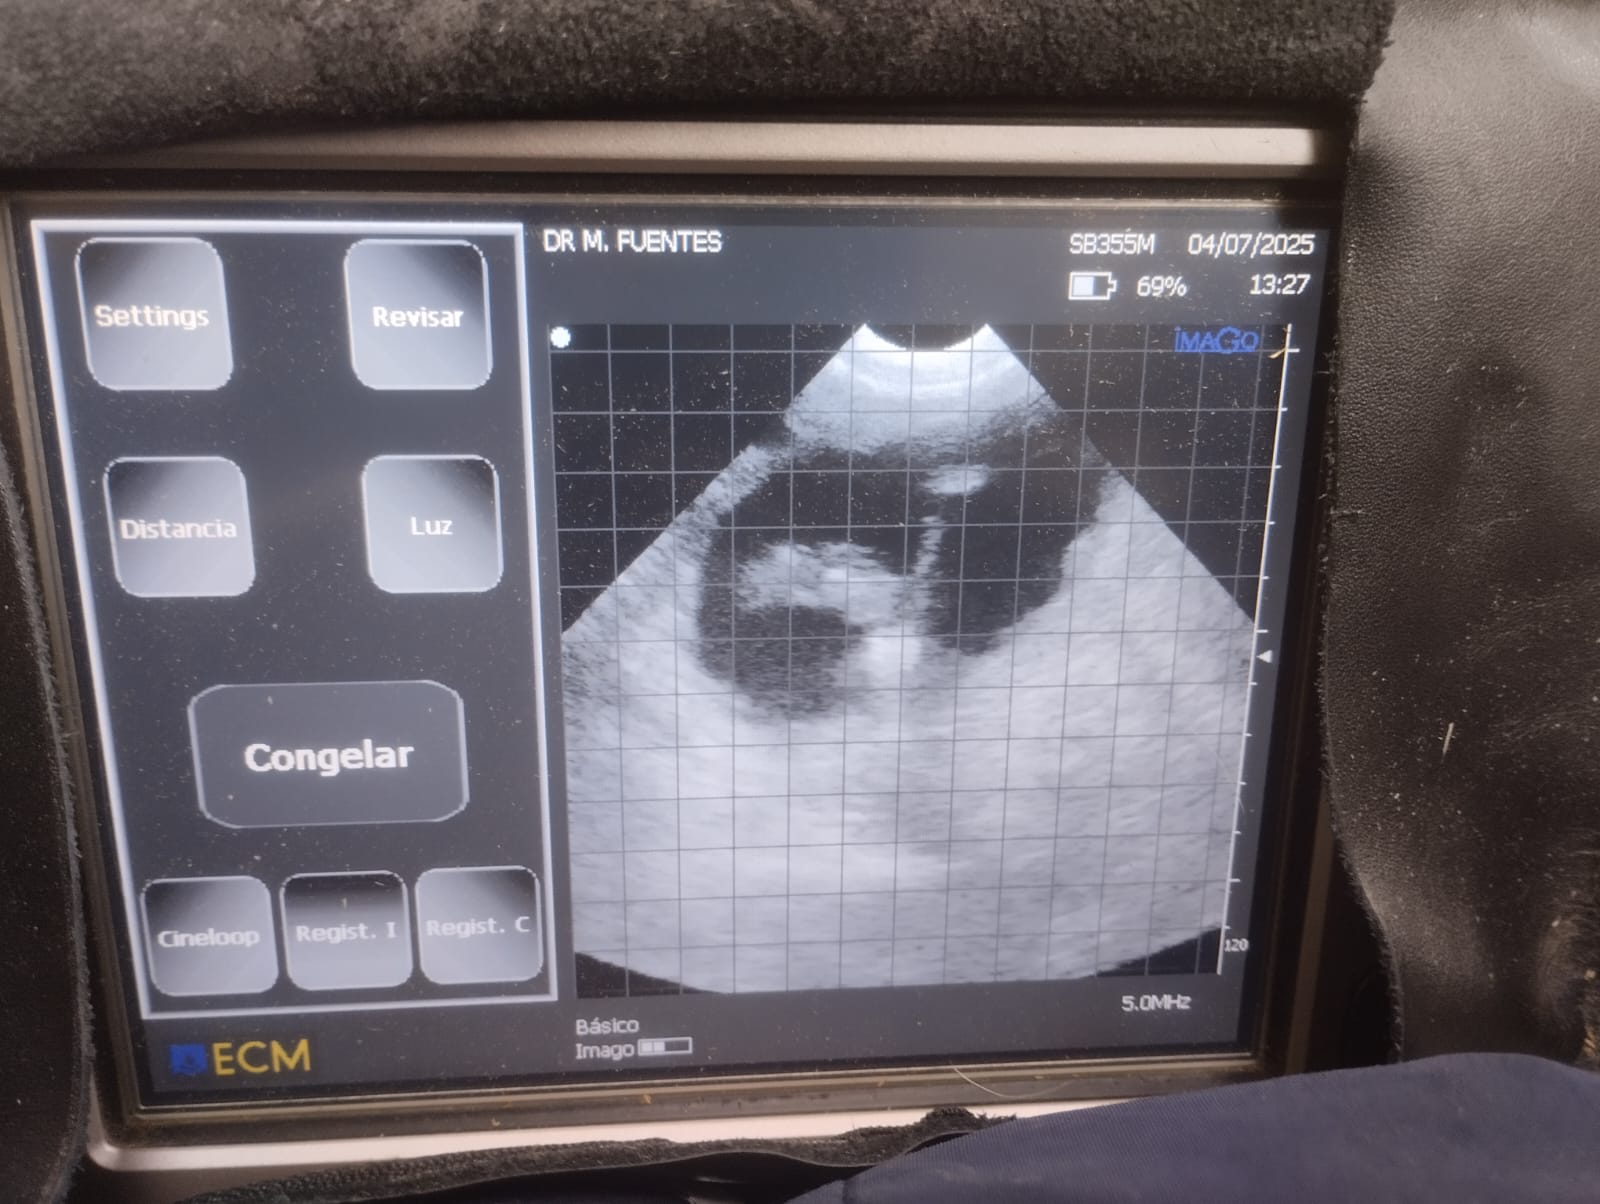 Settings
Revisar
Distancia
Luz
Congelar
Cineloop
Regist. I
Regist. C
ECM
DR M. FUENTES
SB355M 04/07/2025
69% 13:27
iMAGO
120
5.0MHz
Básico
Imago